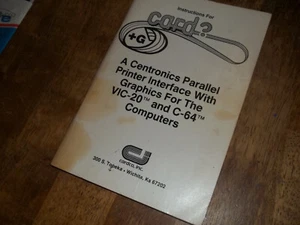 Instructions For
card?
+G
A Centronics Parallel
Printer Interface With
Graphics For The
VIC-20™ and C-64™
Computers
cardco, inc.
300 S. Topeka • Wichita, Ka 67202